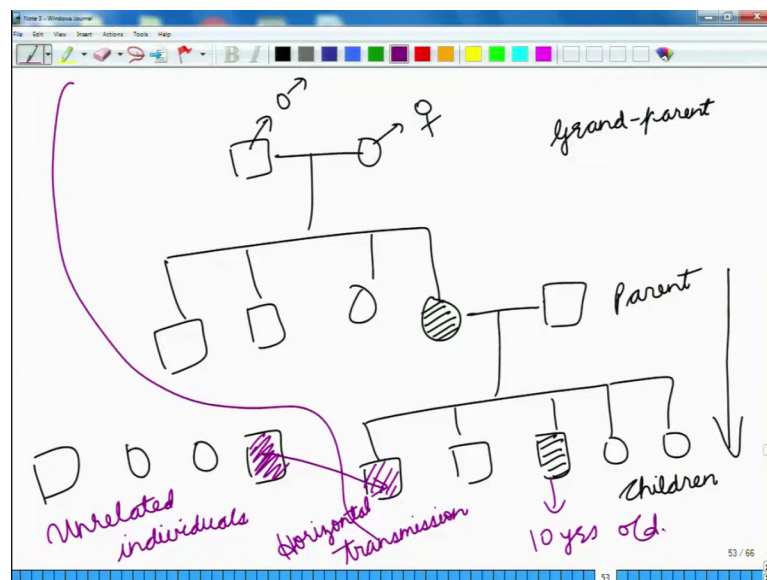 Note 3 - Windows Journal
File Edit View Insert Actions Tools Help
B I
Grand-parent
Parent
Children
Unrelated
individuals
Horizontal
transmission
10 yrs old.
53 / 66
53